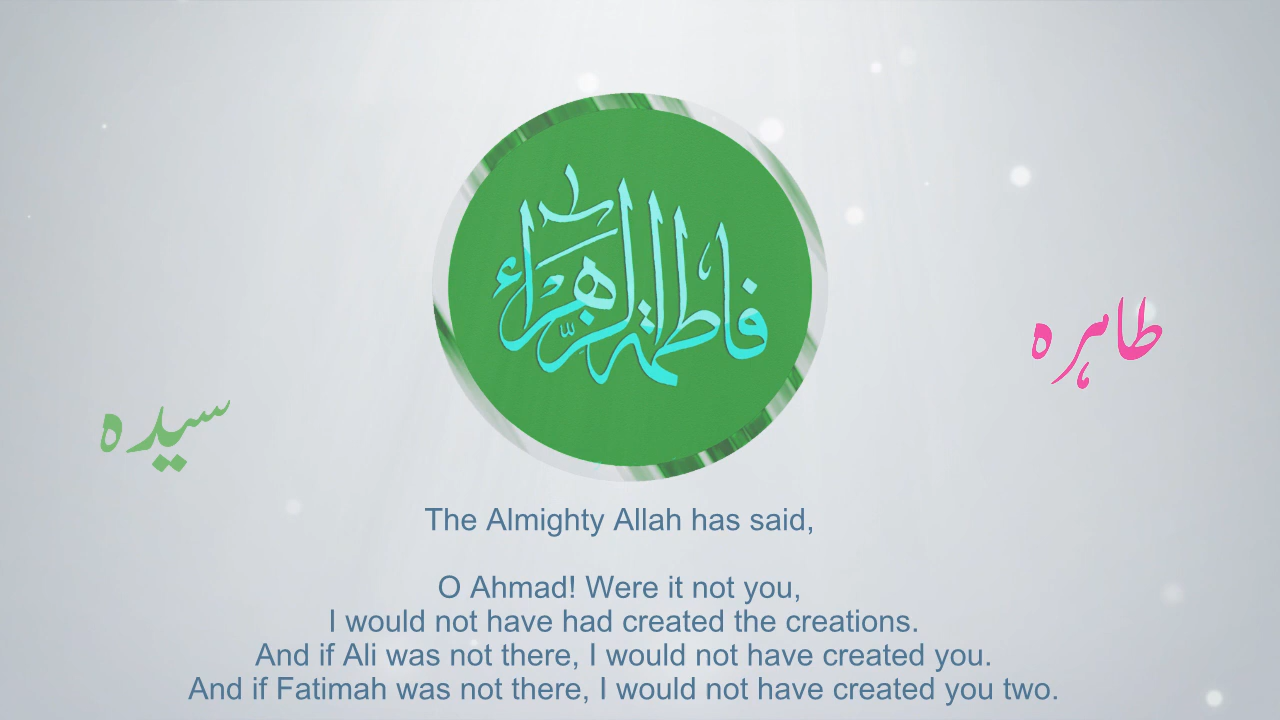 فاطمة الزهراء
طاہرہ
سیدہ
The Almighty Allah has said,
O Ahmad! Were it not you,
I would not have had created the creations.
And if Ali was not there, I would not have created you.
And if Fatimah was not there, I would not have created you two.